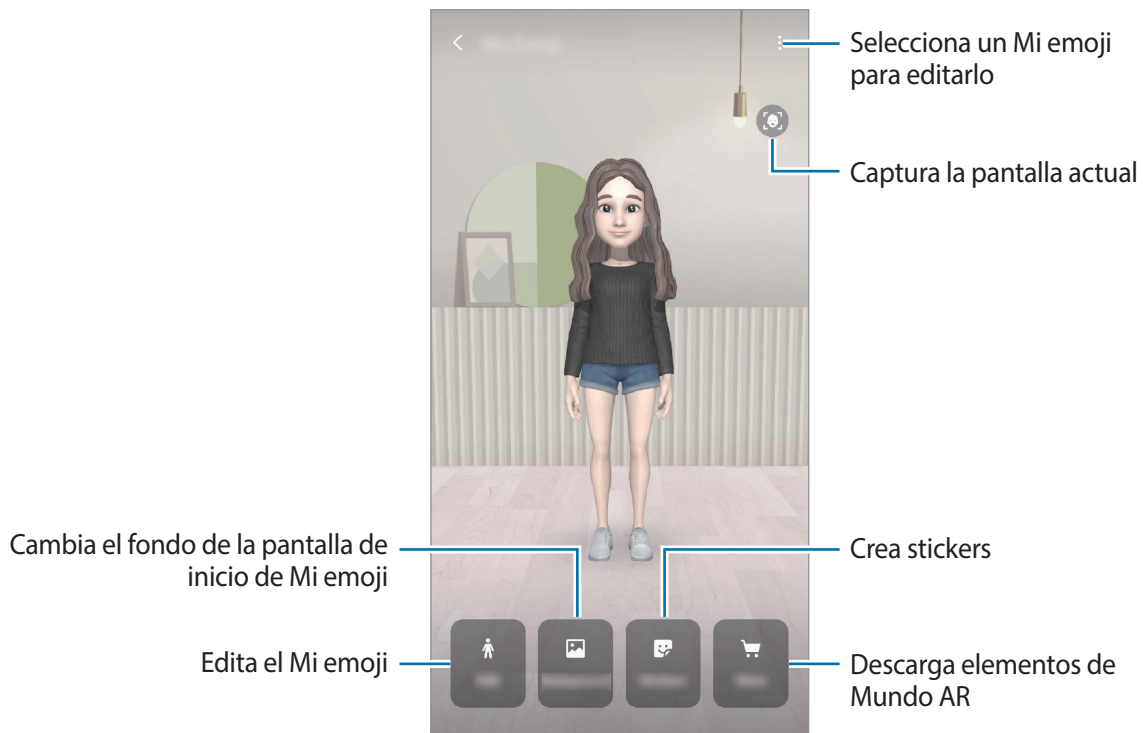 Selecciona un Mi emoji
para editarlo
Captura la pantalla actual
Cambia el fondo de la pantalla de
inicio de Mi emoji
Crea stickers
Edita el Mi emoji
Descarga elementos de
Mundo AR